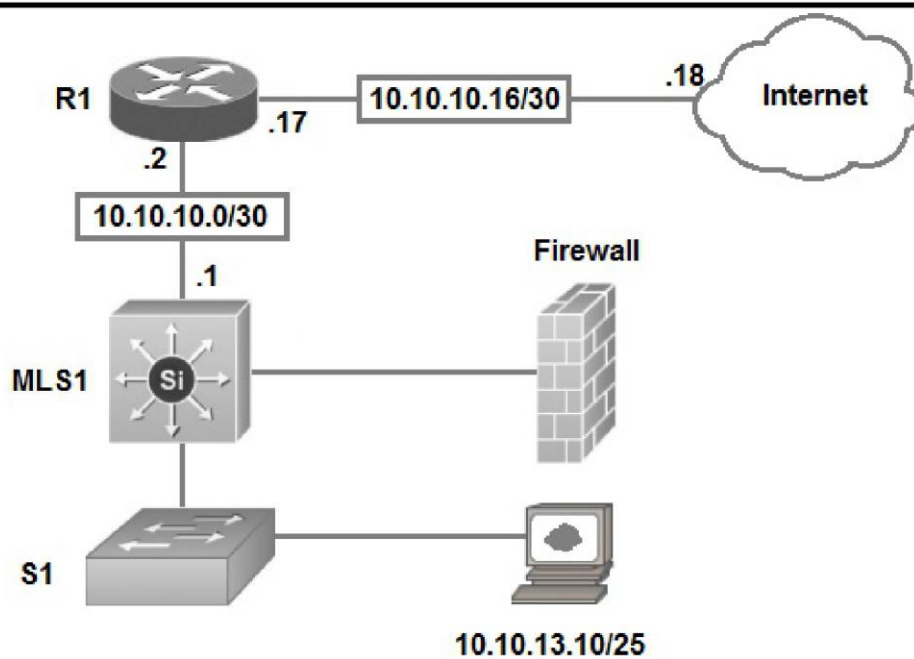 R1
.17
10.10.10.16/30
.18
Internet
.2
10.10.10.0/30
.1
Firewall
MLS1
Si
S1
10.10.13.10/25